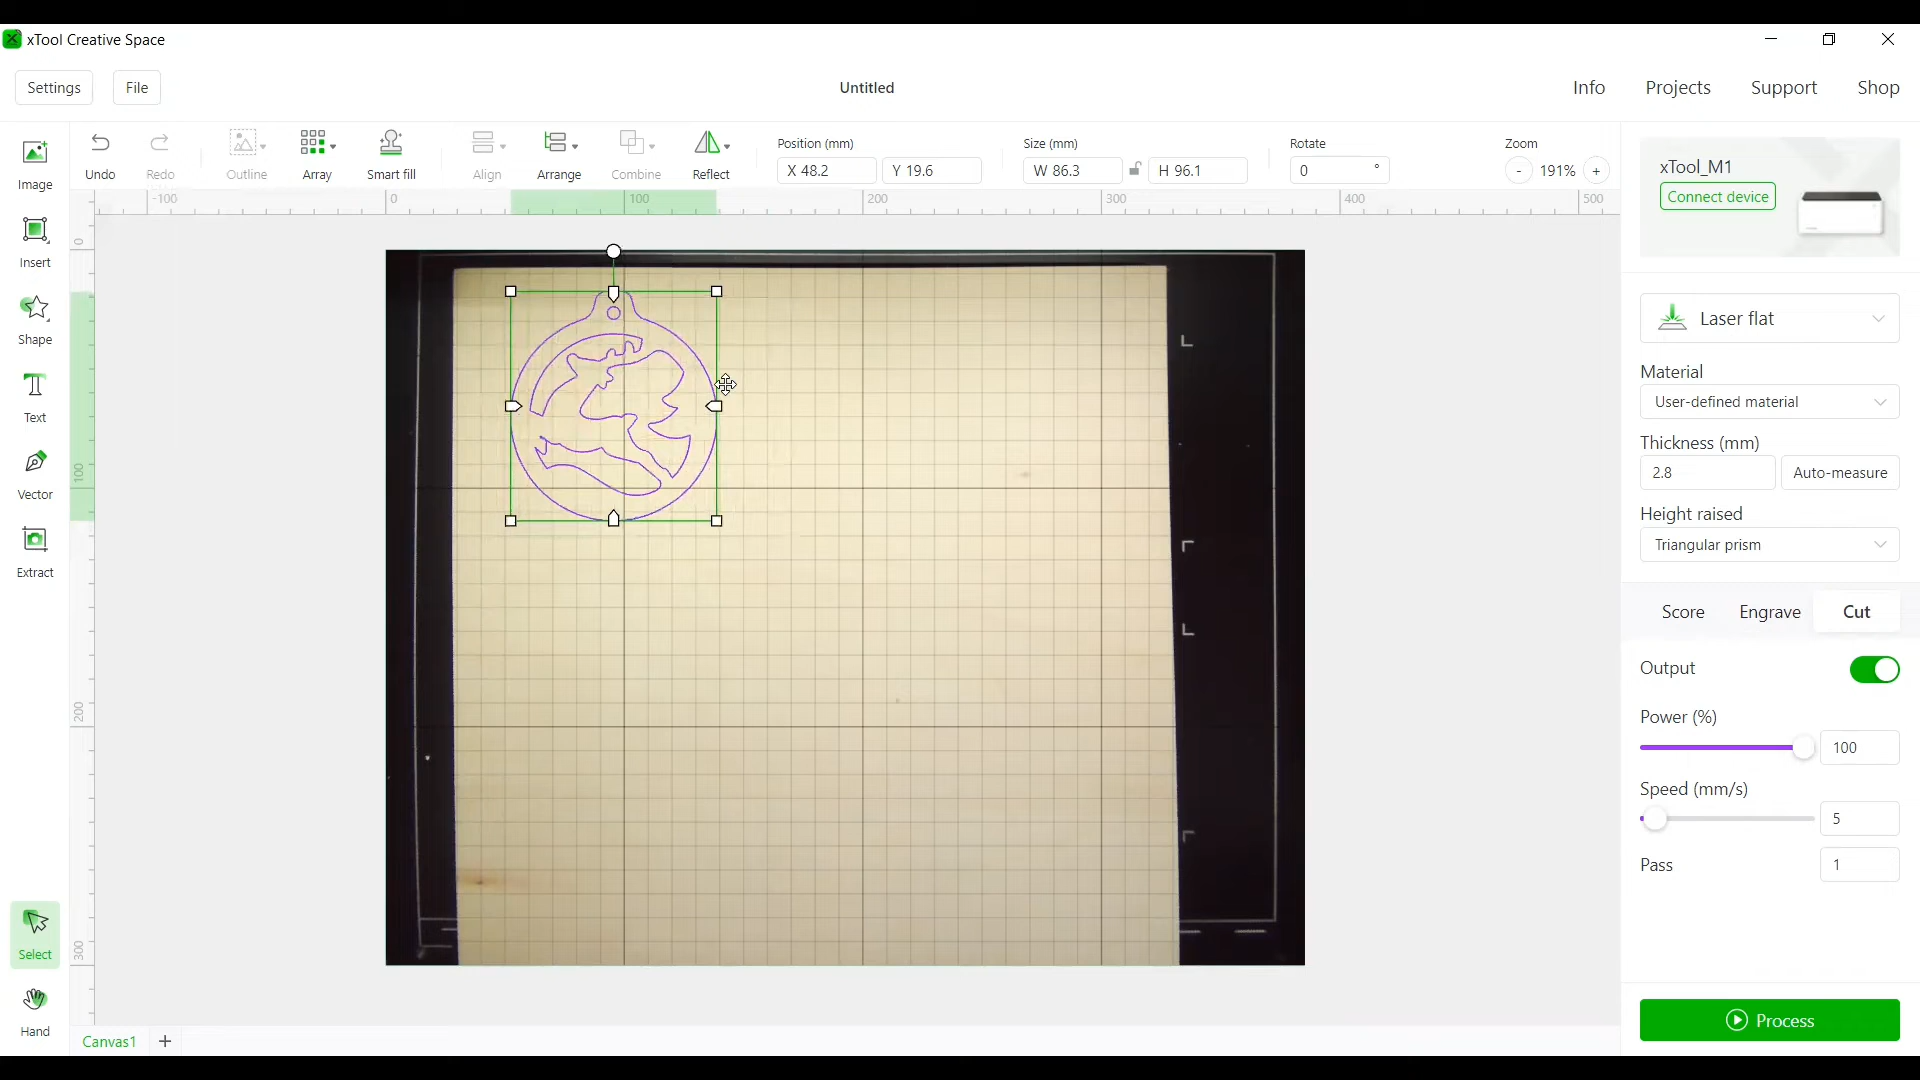 xTool Creative Space
Settings
File
Untitled
Info
Projects
Support
Shop
Image
Insert
Shape
Text
Vector
Extract
Select
Hand
Undo
Redo
Outline
Array
Smart fill
Align
Arrange
Combine
Reflect
Position (mm)
X 48.2
Y 19.6
Size (mm)
W 86.3
H 96.1
Rotate
0 °
Zoom
- 191% +
-100 0 100 200 300 400 500
0
100
200
300
xTool_M1
Connect device
Laser flat
Material
User-defined material
Thickness (mm)
2.8
Auto-measure
Height raised
Triangular prism
Score
Engrave
Cut
Output
Power (%)
100
Speed (mm/s)
5
Pass
1
Process
Canvas1 +